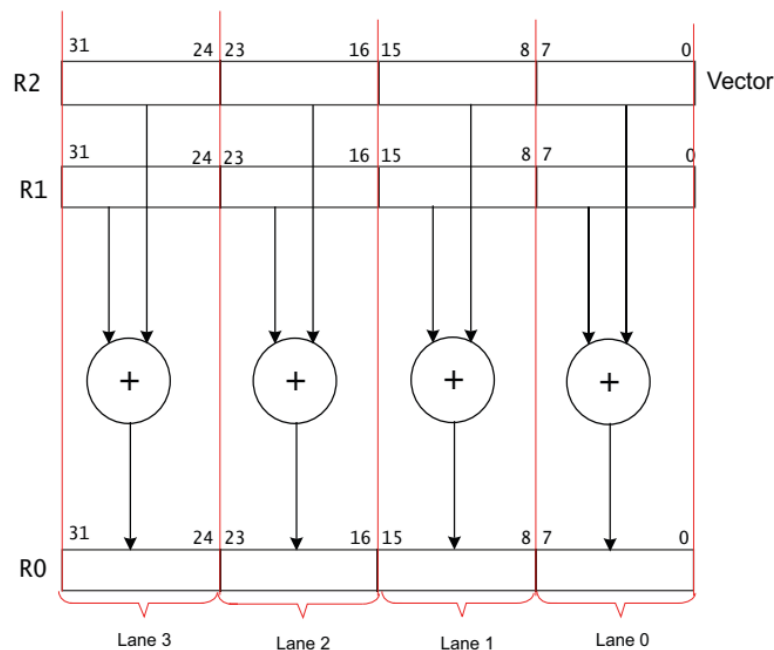 31 24 23 16 15 8 7 0
R2 Vector
31 24 23 16 15 8 7 0
R1
+ + + +
31 24 23 16 15 8 7 0
R0
Lane 3 Lane 2 Lane 1 Lane 0